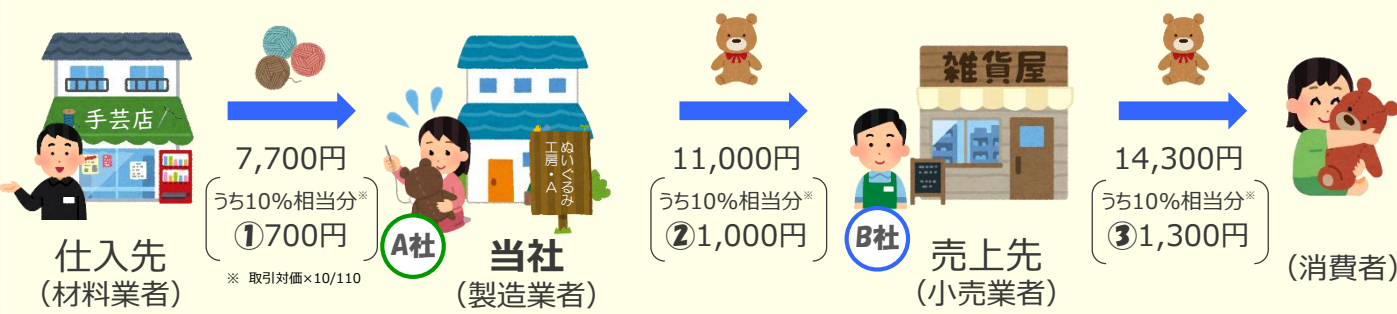 手芸店
7,700円
うち10%相当分※
①700円
※ 取引対価×10/110
仕入先
(材料業者)
ぬいぐるみ
工房・A
A社
当社
(製造業者)
11,000円
うち10%相当分※
②1,000円
雑貨屋
B社
売上先
(小売業者)
14,300円
うち10%相当分※
③1,300円
(消費者)